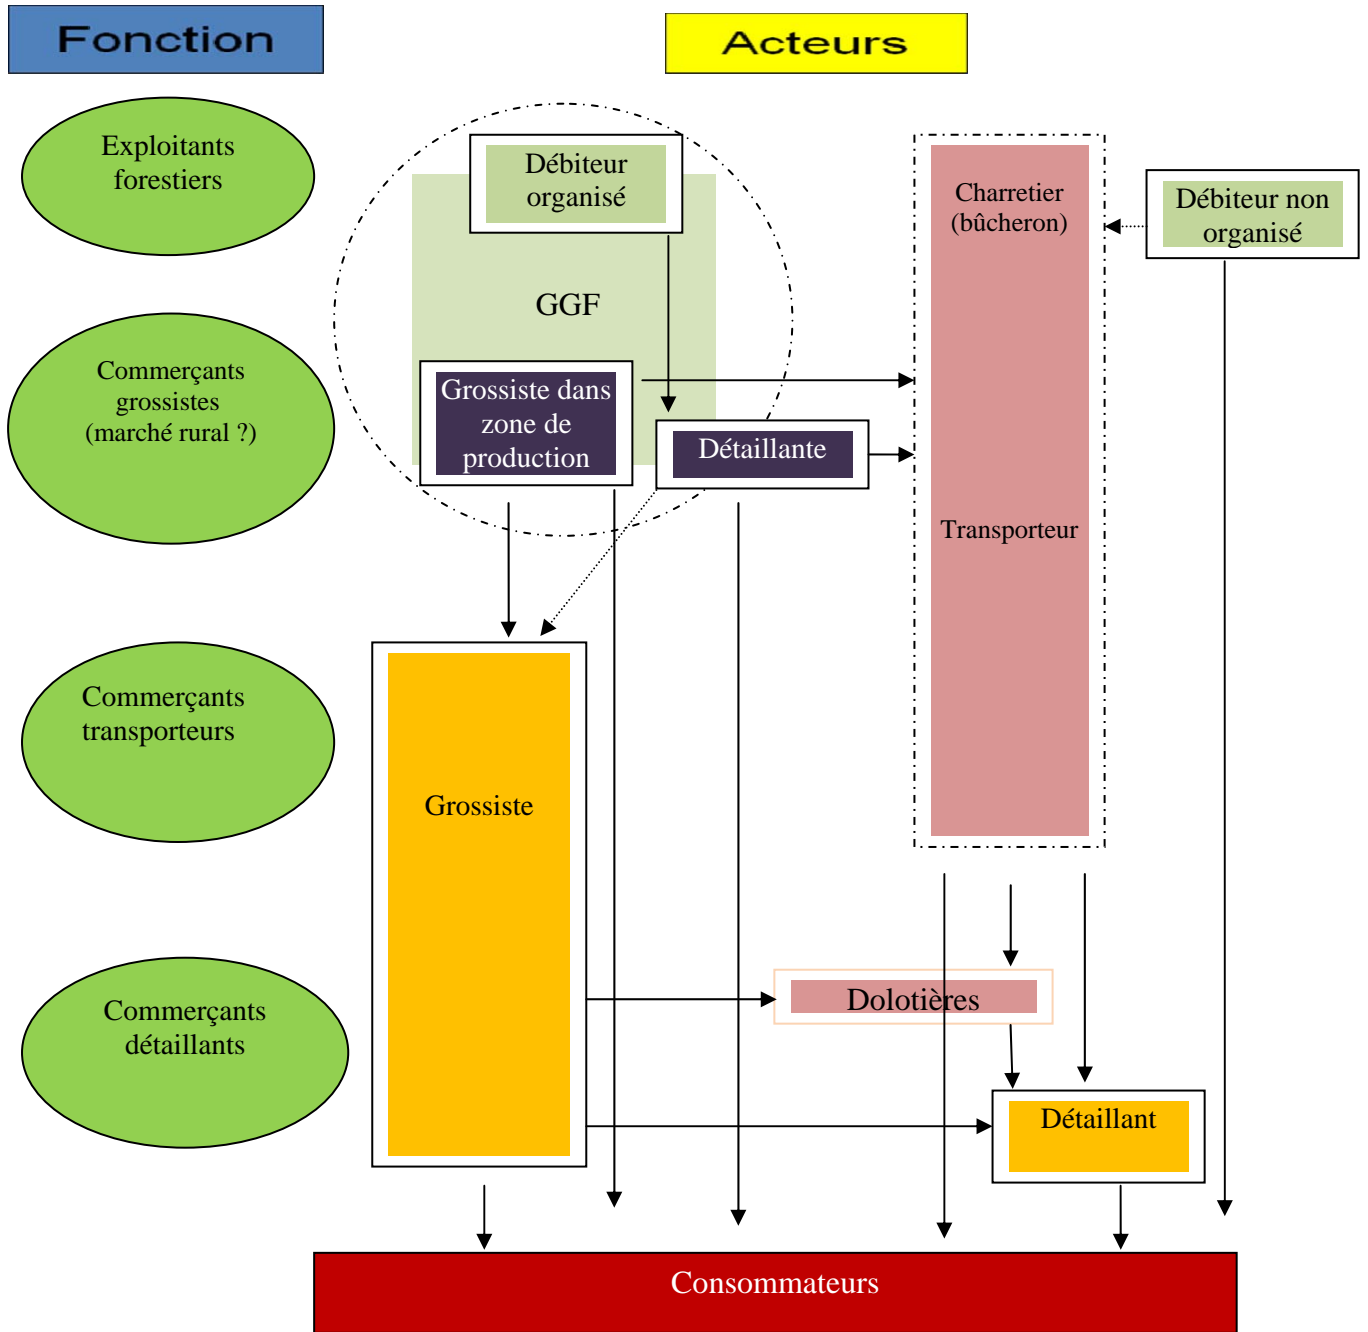 Fonction
Acteurs
Exploitants
forestiers
Débiteur
organisé
Charretier
(bûcheron)
Débiteur non
organisé
GGF
Commerçants
grossistes
(marché rural ?)
Grossiste dans
zone de
production
Détaillante
Transporteur
Commerçants
transporteurs
Grossiste
Commerçants
détaillants
Dolotières
Détaillant
Consommateurs